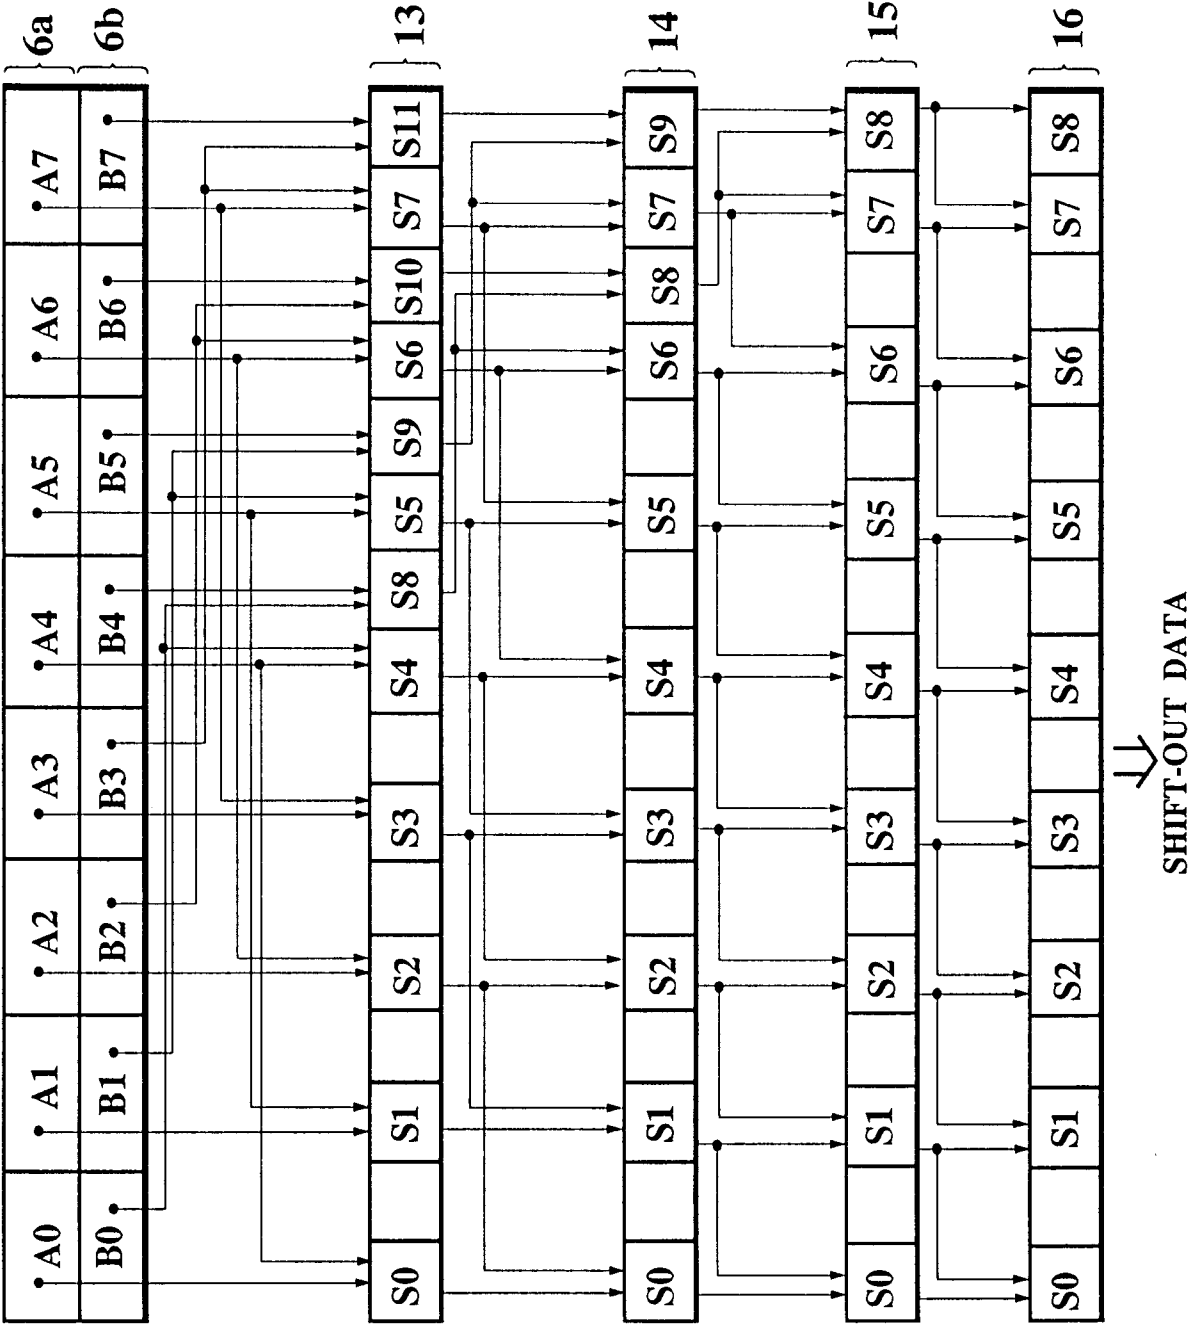 A0 A1 A2 A3 A4 A5 A6 A7 6a
B0 B1 B2 B3 B4 B5 B6 B7 6b
S0 S1 S2 S3 S4 S8 S5 S9 S6 S10 S7 S11 13
S0 S1 S2 S3 S4 S5 S6 S8 S7 S9 14
S0 S1 S2 S3 S4 S5 S6 S7 S8 15
S0 S1 S2 S3 S4 S5 S6 S7 S8 16
SHIFT-OUT DATA